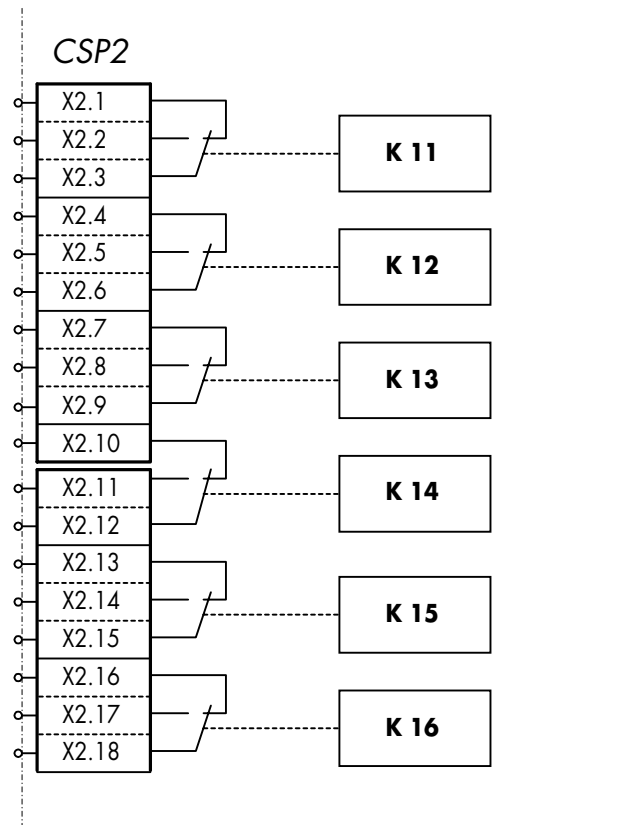 CSP2
X2.1
X2.2
K 11
X2.3
X2.4
X2.5
K 12
X2.6
X2.7
X2.8
K 13
X2.9
X2.10
X2.11
K 14
X2.12
X2.13
X2.14
K 15
X2.15
X2.16
X2.17
K 16
X2.18